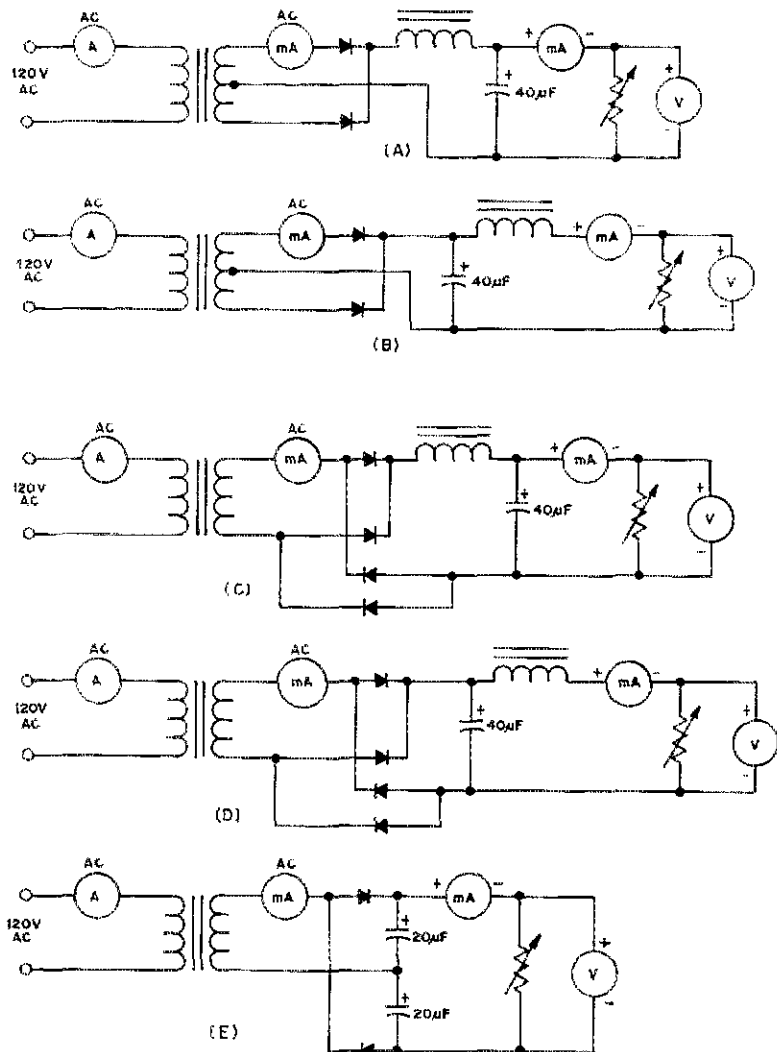 AC AC
A mA + mA -
120V
AC
+ 40µF
+ V -
(A)
AC AC
A mA + mA -
120V
AC
+ 40µF
+ V -
(B)
AC AC
A mA + mA -
120V
AC
+ 40µF
+ V -
(C)
AC AC
A mA + mA -
120V
AC
+ 40µF
+ V -
(D)
AC AC
A mA + mA -
120V
AC
+ 20µF
+ V -
+ 20µF
(E)